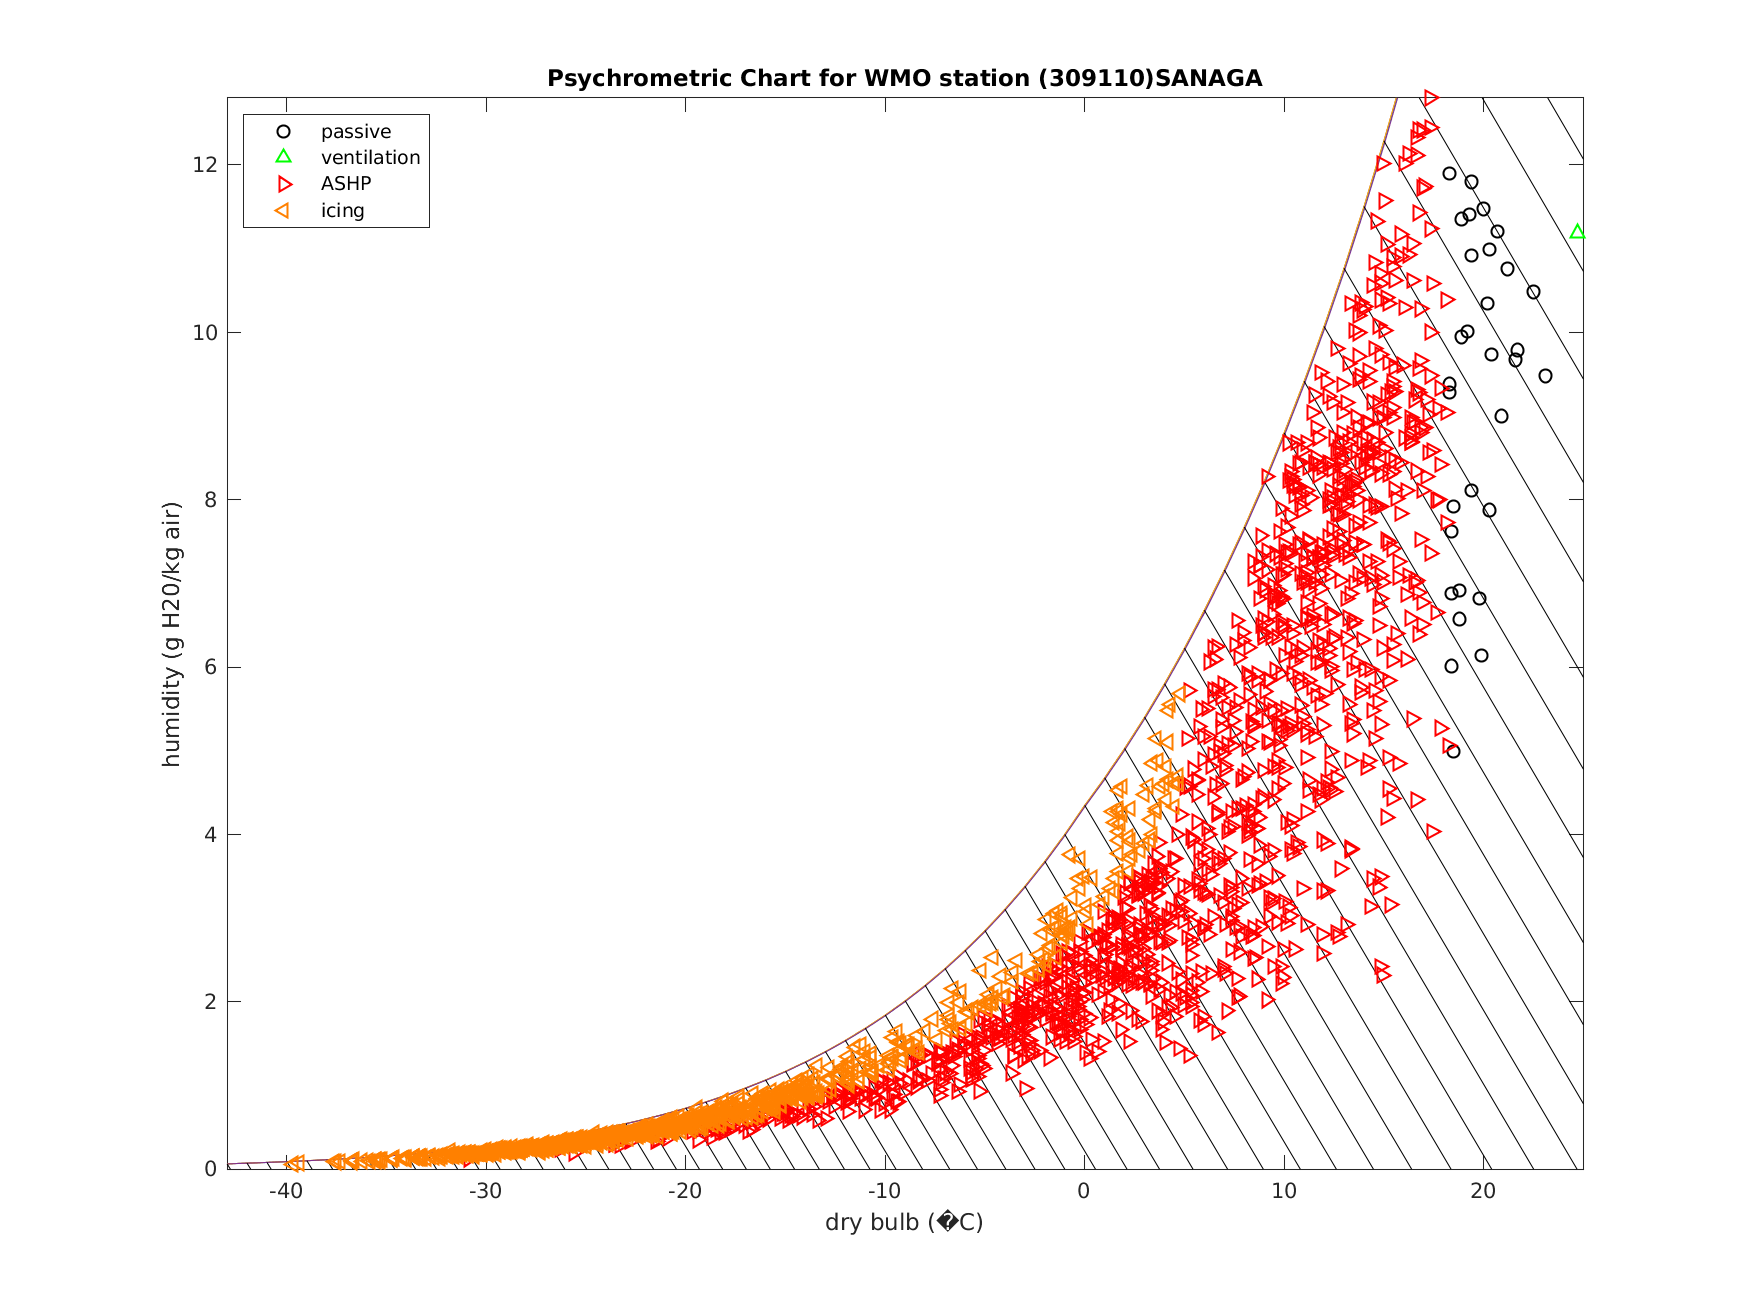 Psychrometric Chart for WMO station (309110)SANAGA
passive
ventilation
ASHP
icing
12
10
8
6
4
2
0
humidity (g H20/kg air)
-40 -30 -20 -10 0 10 20
dry bulb (�C)